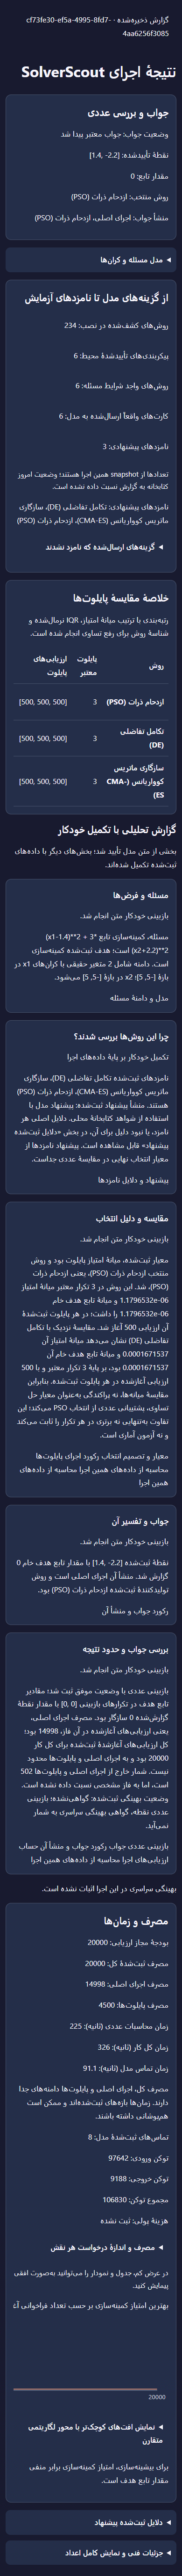 گزارش ذخیره‌شده · cf73fe30-ef5a-4995-8fd7-
4aa6256f3085
نتیجهٔ اجرای SolverScout
جواب و بررسی عددی
وضعیت جواب: جواب معتبر پیدا شد
نقطهٔ تأییدشده: [1.4, -2.2]
مقدار تابع: 0
روش منتخب: ازدحام ذرات (PSO)
منشأ جواب: اجرای اصلی، ازدحام ذرات (PSO)
◀ مدل مسئله و کران‌ها
از گزینه‌های مدل تا نامزدهای آزمایش
روش‌های کشف‌شده در نصب: 234
پیکربندی‌های تأییدشدهٔ محیط: 6
روش‌های واجد شرایط مسئله: 6
کارت‌های واقعاً ارسال‌شده به مدل: 6
نامزدهای پیشنهادی: 3
تعدادها از snapshot همین اجرا هستند؛ وضعیت امروز
کتابخانه به گزارش نسبت داده نشده است.
نامزدهای پیشنهادی: تکامل تفاضلی (DE)، سازگاری
ماتریس کوواریانس (CMA-ES)، ازدحام ذرات (PSO)
◀ گزینه‌های ارسال‌شده که نامزد نشدند
خلاصهٔ مقایسهٔ پایلوت‌ها
رتبه‌بندی با ترتیب میانهٔ امتیاز، IQR نرمال‌شده و
شناسهٔ روش برای رفع تساوی انجام شده است.
روش پایلوت معتبر ارزیابی‌های پایلوت
ازدحام ذرات (PSO) 3 [500, 500, 500]
تکامل تفاضلی (DE) 3 [500, 500, 500]
سازگاری ماتریس کوواریانس (CMA-ES) 3 [500, 500, 500]
گزارش تحلیلی با تکمیل خودکار
بخشی از متن مدل تأیید شد؛ بخش‌های دیگر با داده‌های
ثبت‌شده تکمیل شده‌اند.
مسئله و فرض‌ها
بازبینی خودکار متن انجام شد.
مسئله، کمینه‌سازی تابع 3 + 2**(x1-1.4)*
(x2+2.2)**2 است؛ هدف ثبت‌شده کمینه‌سازی
است. دامنه شامل 2 متغیر حقیقی با کران‌های x1 در
بازهٔ [-5, 5]؛ x2 در بازهٔ [-5, 5] می‌شود.
مدل و دامنهٔ مسئله
چرا این روش‌ها بررسی شدند؟
تکمیل خودکار بر پایهٔ داده‌های اجرا
نامزدهای ثبت‌شده تکامل تفاضلی (DE)، سازگاری
ماتریس کوواریانس (CMA-ES)، ازدحام ذرات (PSO)
هستند. منشأ پیشنهاد ثبت‌شده: پیشنهاد مدل با
استفاده از شواهد کتابخانهٔ محلی. دلایل اصلی هر
نامزد، یا نبود دلیل برای آن، در بخش «دلایل ثبت‌شدهٔ
پیشنهاد» قابل مشاهده است. پیشنهاد نامزدها از
معیار انتخاب نهایی در مقایسهٔ عددی جداست.
پیشنهاد و دلایل نامزدها
مقایسه و دلیل انتخاب
بازبینی خودکار متن انجام شد.
معیار ثبت‌شده، میانهٔ امتیاز پایلوت بود و روش
منتخب ازدحام ذرات (PSO)، یعنی ازدحام ذرات
(PSO)، شد. این روش در 3 تکرار معتبر میانهٔ امتیاز
1.1796532e-06 و میانهٔ تابع هدف خام
1.1796532e-06 را داشت؛ در هر پایلوت ثبت‌شدهٔ
آن ارزیابی 500 آغاز شد. مقایسهٔ نزدیک با تکامل
تفاضلی (DE) نشان می‌دهد میانهٔ امتیاز آن
0.0001671537 و میانهٔ تابع هدف خام آن
0.0001671537 بود، بر پایهٔ 3 تکرار معتبر و با 500
ارزیابی آغازشده در هر پایلوت ثبت‌شده. بنابراین
مقایسهٔ میانه‌ها، نه پراکندگی به‌عنوان معیار حل
تساوی، پشتیبانی عددی از انتخاب PSO می‌کند؛ این
تفاوت به‌تنهایی نه برتری در هر تکرار را ثابت می‌کند
و نه آزمون آماری است.
معیار و تصمیم انتخاب رکورد اجرای پایلوت‌ها
محاسبه از داده‌های همین اجرا محاسبه از داده‌های
همین اجرا
جواب و تفسیر آن
بازبینی خودکار متن انجام شد.
نقطهٔ ثبت‌شده [1.4, -2.2] با مقدار تابع هدف خام 0
است. منشأ آن اجرای اصلی است و روش
تولیدکنندهٔ ثبت‌شده ازدحام ذرات (PSO) بود.
رکورد جواب و منشأ آن
بررسی جواب و حدود نتیجه
بازبینی خودکار متن انجام شد.
بازبینی عددی با وضعیت موفق ثبت شد؛ مقادیر
تابع هدف در تکرارهای بازبینی [0, 0] با مقدار نقطهٔ
گزارش‌شده 0 سازگار بود. مصرف اجرای اصلی،
یعنی ارزیابی‌های آغازشده در آن فاز، 14998 بود؛
کل ارزیابی‌های آغازشدهٔ ثبت‌شده برای کل کار
20000 بود و به اجرای اصلی و پایلوت‌ها محدود
نیست. شمار خارج از اجرای اصلی و پایلوت‌ها 502
است، اما به فاز مشخصی نسبت داده نشده است.
وضعیت بهینگی ثبت‌شده: گواهی‌نشده؛ بازبینی
عددی نقطه، گواهی بهینگی سراسری به شمار
نمی‌آید.
بازبینی عددی جواب رکورد جواب و منشأ آن حساب
ارزیابی‌های اجرا محاسبه از داده‌های همین اجرا
بهینگی سراسری در این اجرا اثبات نشده است.
مصرف و زمان‌ها
بودجهٔ مجاز ارزیابی: 20000
مصرف ثبت‌شدهٔ کل: 20000
مصرف اجرای اصلی: 14998
مصرف پایلوت‌ها: 4500
زمان محاسبات عددی (ثانیه): 225
زمان کل کار (ثانیه): 326
زمان تماس مدل (ثانیه): 91.1
مصرف کل، اجرای اصلی و پایلوت‌ها دامنه‌های جدا
دارند. زمان‌ها بازه‌های ثبت‌شده‌اند و ممکن است
هم‌پوشانی داشته باشند.
تماس‌های ثبت‌شدهٔ مدل: 8
توکن ورودی: 97642
توکن خروجی: 9188
مجموع توکن: 106830
هزینهٔ پولی: ثبت نشده
◀ مصرف و اندازهٔ درخواست هر نقش
در عرض کم، جدول و نمودار را می‌توانید به‌صورت افقی
پیمایش کنید.
بهترین امتیاز کمینه‌سازی بر حسب تعداد فراخوانی
20000
◀ نمایش افت‌های کوچک‌تر با محور لگاریتمی
متقارن
برای بیشینه‌سازی، امتیاز کمینه‌سازی برابر منفی
مقدار تابع هدف است.
◀ دلایل ثبت‌شده پیشنهاد
◀ جزئیات فنی و نمایش کامل اعداد